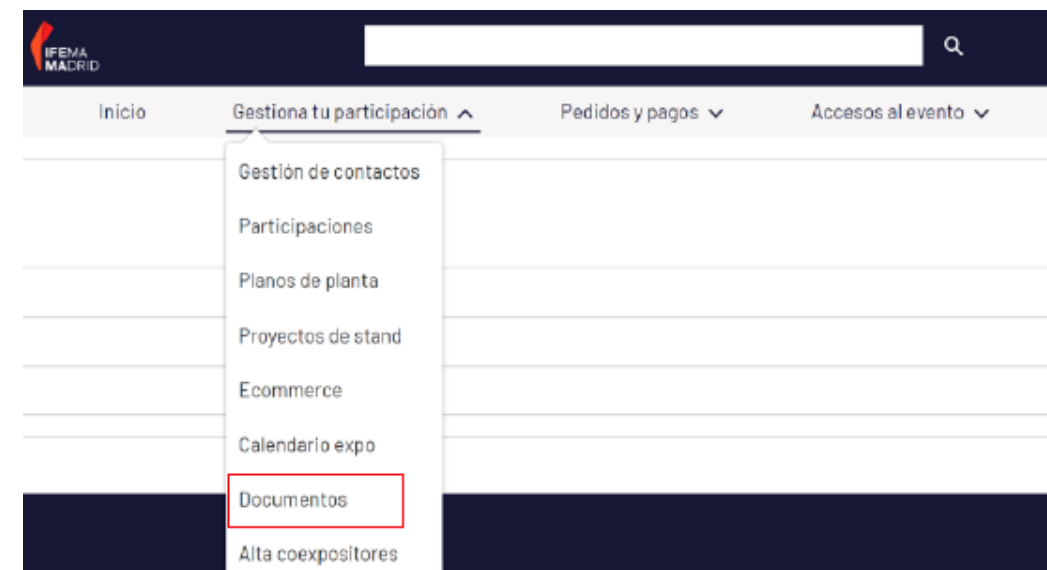 IFEMA
MADRID
Inicio
Gestiona tu participación
Pedidos y pagos
Accesos al evento
Gestión de contactos
Participaciones
Planos de planta
Proyectos de stand
Ecommerce
Calendario expo
Documentos
Alta coexpositores